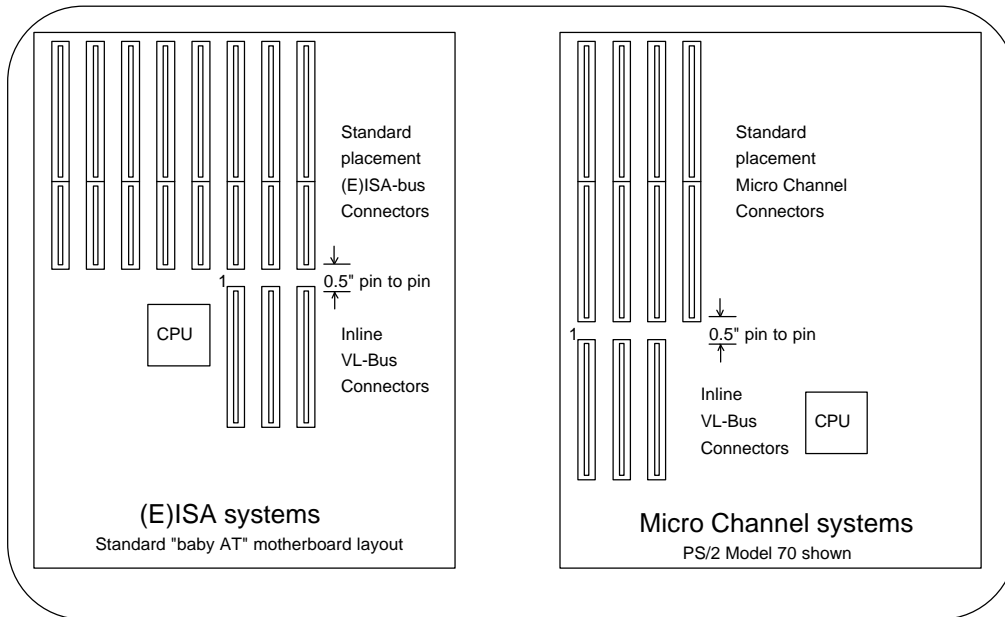 Standard
placement
(E)ISA-bus
Connectors
1
0.5" pin to pin
CPU
Inline
VL-Bus
Connectors
(E)ISA systems
Standard "baby AT" motherboard layout
Standard
placement
Micro Channel
Connectors
1
0.5" pin to pin
Inline
VL-Bus
Connectors
CPU
Micro Channel systems
PS/2 Model 70 shown